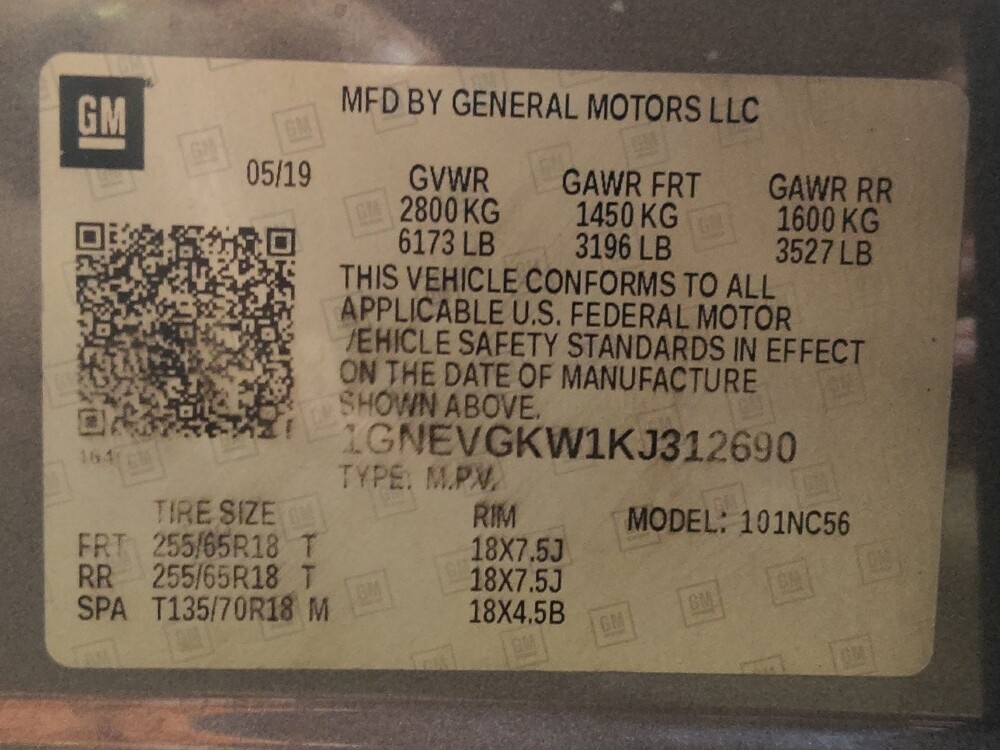 GM
MFD BY GENERAL MOTORS LLC
05/19 GVWR GAWR FRT GAWR RR
2800 KG 1450 KG 1600 KG
6173 LB 3196 LB 3527 LB
THIS VEHICLE CONFORMS TO ALL
APPLICABLE U.S. FEDERAL MOTOR
/EHICLE SAFETY STANDARDS IN EFFECT
ON THE DATE OF MANUFACTURE
SHOWN ABOVE.
1GNEVGKW1KJ312690
TYPE: M.P.V.
TIRE SIZE RIM MODEL: 101NC56
FRT 255/65R18 T 18X7.5J
RR 255/65R18 T 18X7.5J
SPA T135/70R18 M 18X4.5B